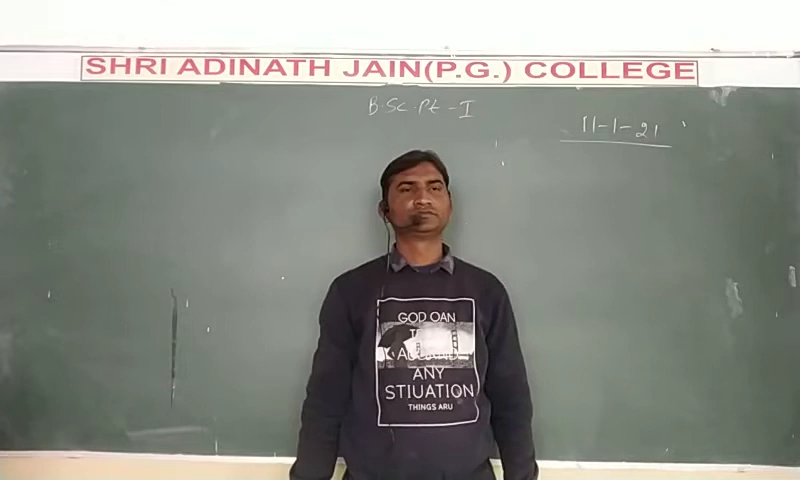 SHRI ADINATH JAIN(P.G.) COLLEGE
B.Sc.Pt-I
11-1-21
GOD OAN
ANY
STIUATION
THINGS ARU